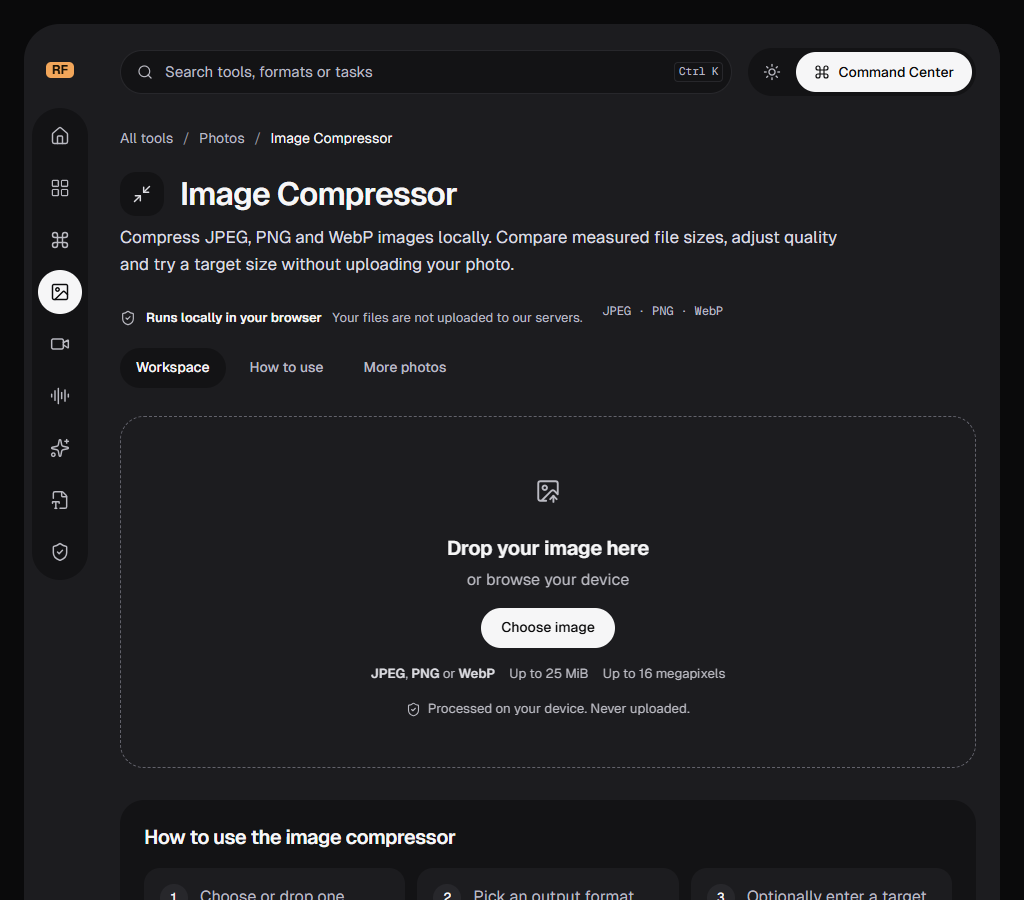 RF
Search tools, formats or tasks
Ctrl K
Command Center
All tools / Photos / Image Compressor
Image Compressor
Compress JPEG, PNG and WebP images locally. Compare measured file sizes, adjust quality
and try a target size without uploading your photo.
Runs locally in your browser Your files are not uploaded to our servers. JPEG · PNG · WebP
Workspace How to use More photos
Drop your image here
or browse your device
Choose image
JPEG, PNG or WebP Up to 25 MiB Up to 16 megapixels
Processed on your device. Never uploaded.
How to use the image compressor
1 Choose or drop one 2 Pick an output format 3 Optionally enter a target